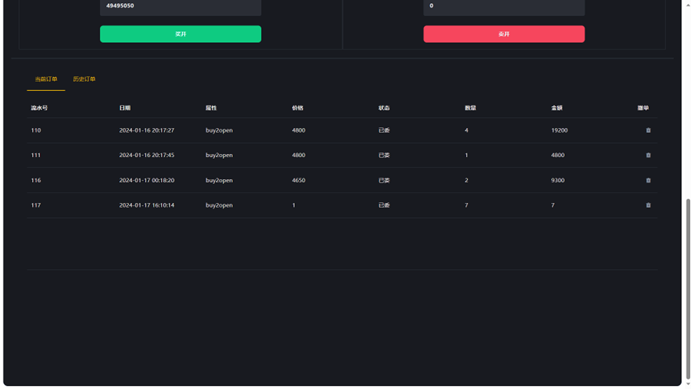 49495050
0
买开
卖开
当前订单 历史订单
流水号 日期 属性 价格 状态 数量 金额 撤单
110 2024-01-16 20:17:27 buy2open 4800 已委 4 19200
111 2024-01-16 20:17:45 buy2open 4800 已委 1 4800
116 2024-01-17 00:18:20 buy2open 4650 已委 2 9300
117 2024-01-17 16:10:14 buy2open 1 已委 7 7